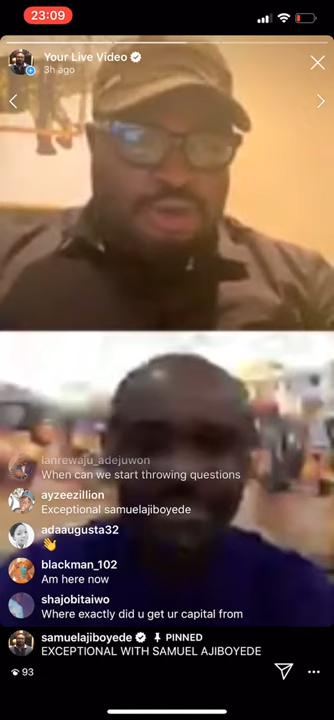 23:09
Your Live Video
3h ago
lanrewaju_adejuwon
When can we start throwing questions
ayzeezillion
Exceptional samuelajiboyede
adaaugusta32
👋
blackman_102
Am here now
shajobitaiwo
Where exactly did u get ur capital from
samuelajiboyede PINNED
EXCEPTIONAL WITH SAMUEL AJIBOYEDE
93